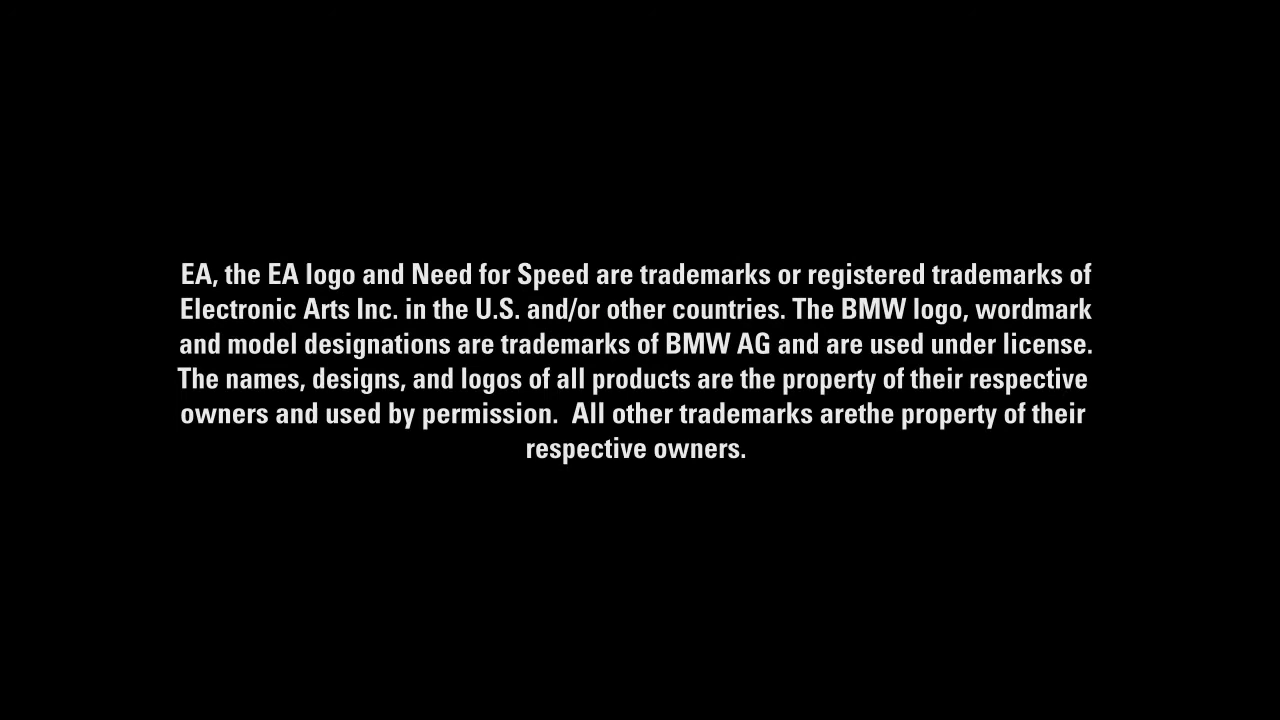 EA, the EA logo and Need for Speed are trademarks or registered trademarks of
Electronic Arts Inc. in the U.S. and/or other countries. The BMW logo, wordmark
and model designations are trademarks of BMW AG and are used under license.
The names, designs, and logos of all products are the property of their respective
owners and used by permission.  All other trademarks arethe property of their
respective owners.